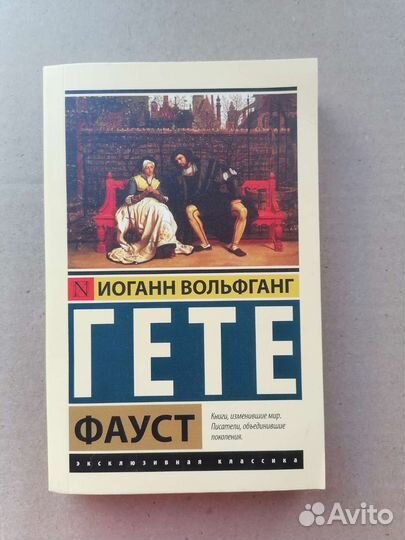 N ИОГАНН ВОЛЬФГАНГ
ГЕТЕ
ФАУСТ
Книги, изменившие мир.
Писатели, объединившие
поколения.
эксклюзивная классика
Avito